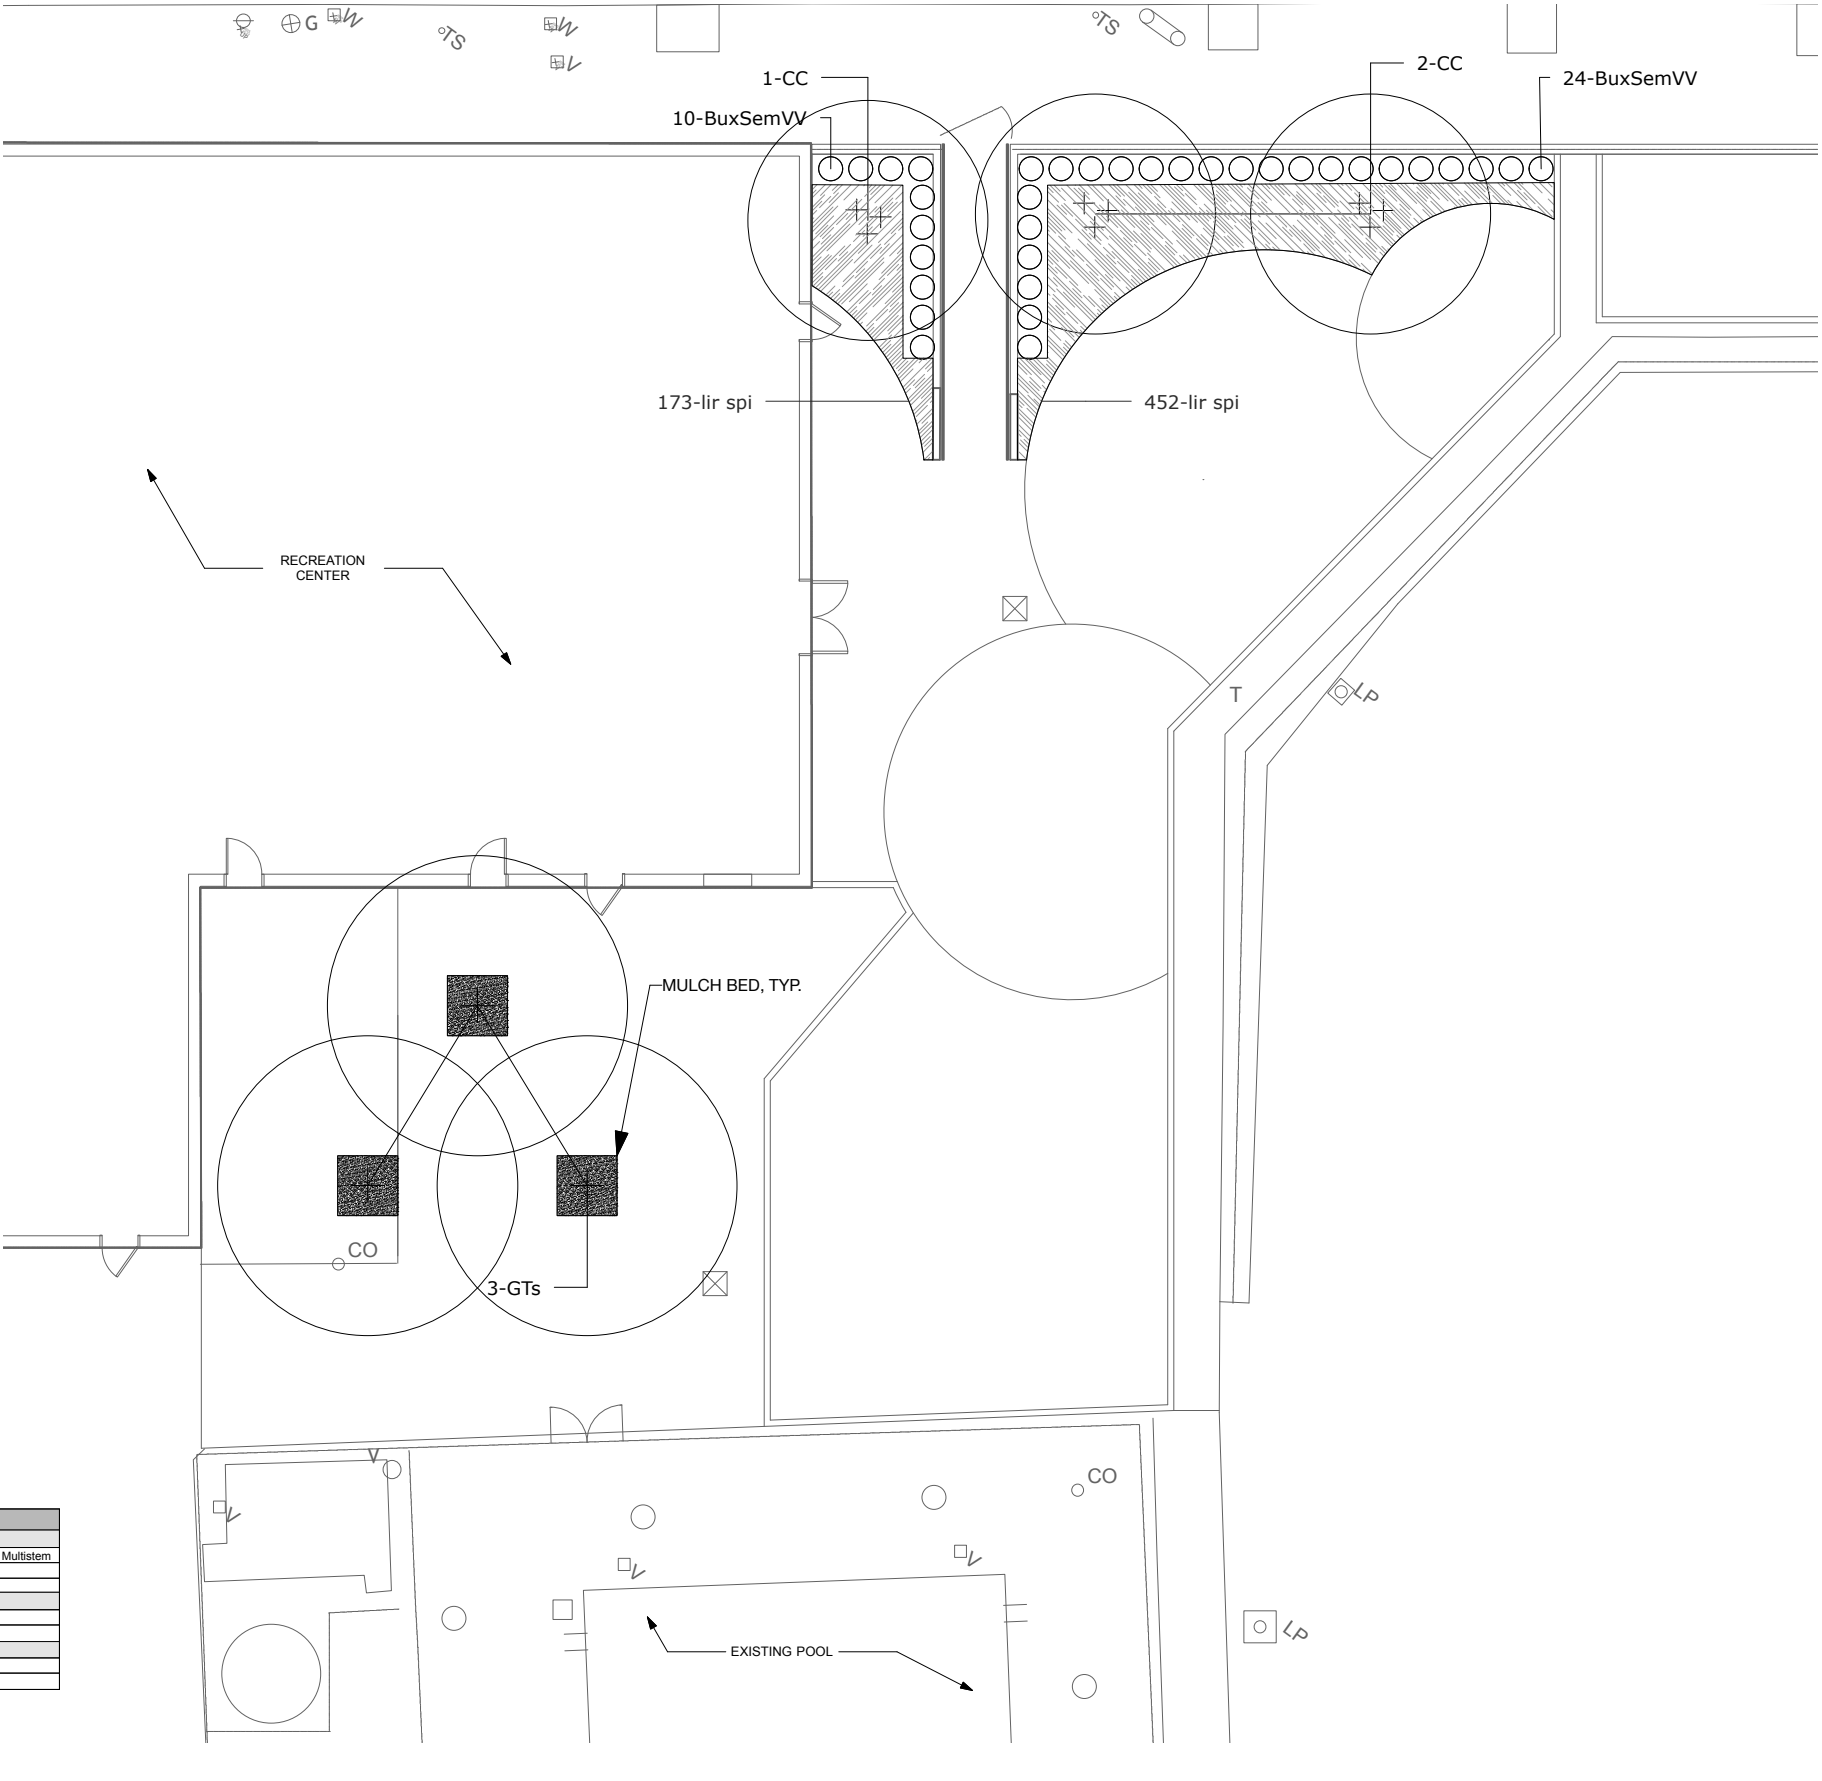 G
W
TS
W
V
TS
1-CC
2-CC
24-BuxSemVV
10-BuxSemVV
173-lir spi
452-lir spi
RECREATION
CENTER
T
LP
MULCH BED, TYP.
CO
3-GTs
V
CO
V
V
V
Multistem
EXISTING POOL
LP